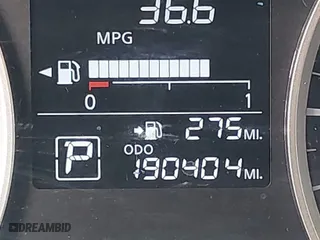 36.6
MPG
0 1
275 MI.
P
ODO
190404 MI.
DREAMBID